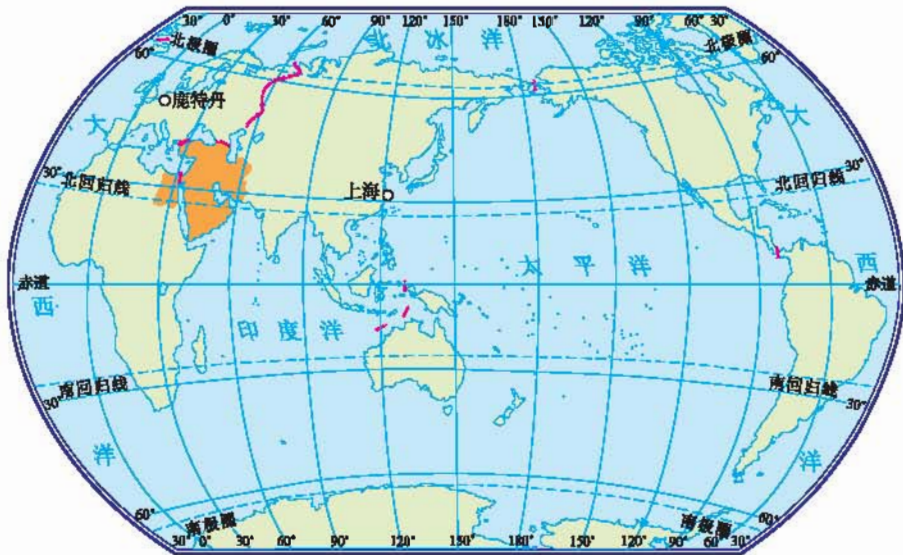 30° 0° 30° 60° 90° 120° 150° 180° 150° 120° 90° 60° 30°
北冰洋
北极圈 北极圈
60° 60°
鹿特丹
大 大
30° 30°
北回归线 上海 北回归线
太平洋
赤道 西 赤道
西 印度洋
南回归线 南回归线
30° 30°
洋 洋
60° 60°
南极圈 南极圈
30° 0° 30° 60° 90° 120° 150° 180° 150° 120° 90° 60° 30°